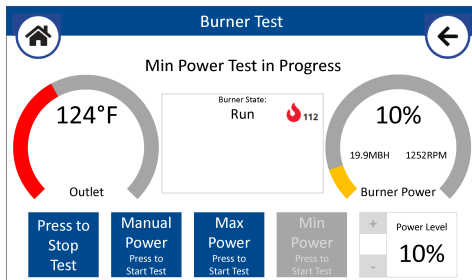 Burner Test
Min Power Test in Progress
124°F
Outlet
Burner State:
Run
112
10%
19.9MBH 1252RPM
Burner Power
Press to
Stop
Test
Manual
Power
Press to
Start Test
Max
Power
Press to
Start Test
Min
Power
Press to
Start Test
+
-
Power Level
10%